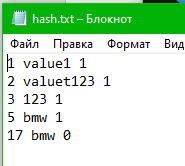 hash.txt – Блокнот
Файл Правка Формат Вид
1 value1 1
2 valuet123 1
3 123 1
5 bmw 1
17 bmw 0